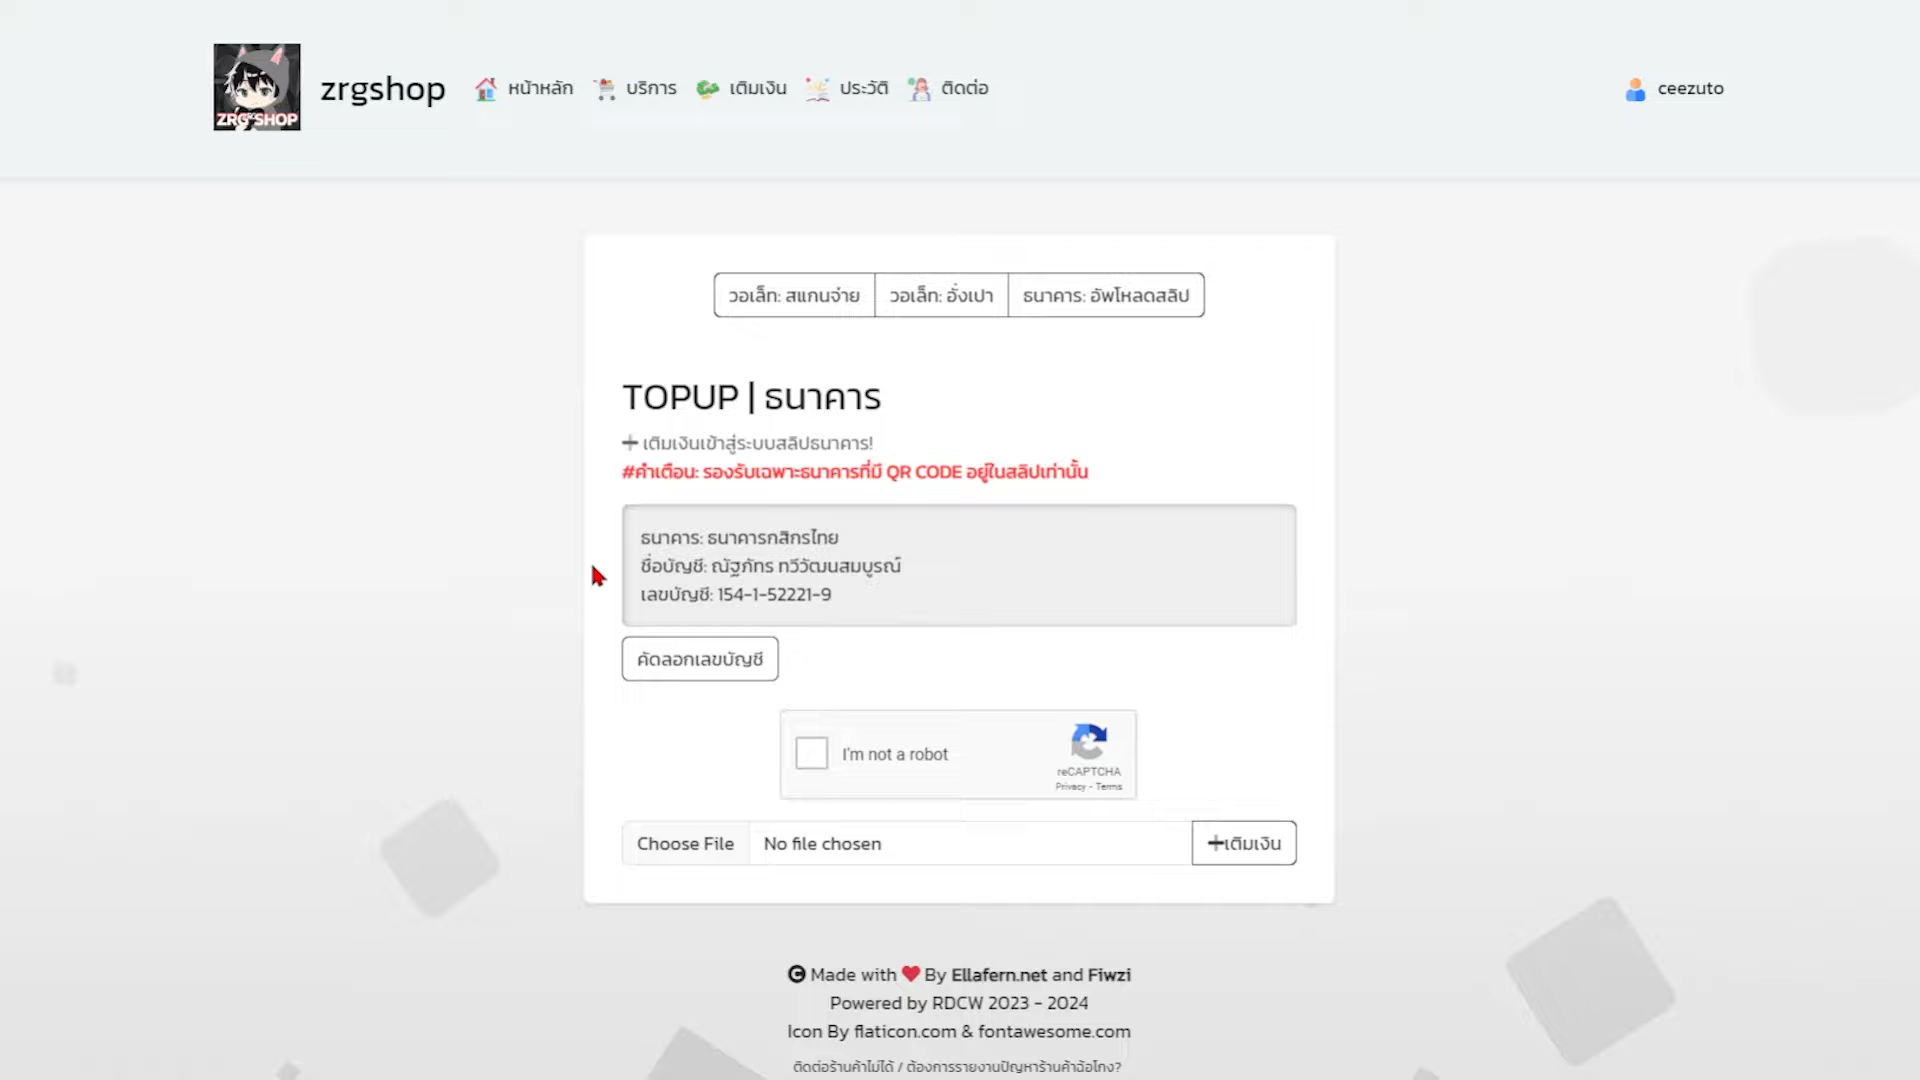 ZRG SHOP
zrgshop
หน้าหลัก
บริการ
เติมเงิน
ประวัติ
ติดต่อ
ceezuto
วอเล็ท: สแกนจ่าย
วอเล็ท: อั่งเปา
ธนาคาร: อัพโหลดสลิป
TOPUP | ธนาคาร
เติมเงินเข้าสู่ระบบสลิปธนาคาร!
#คำเตือน: รองรับเฉพาะธนาคารที่มี QR CODE อยู่ในสลิปเท่านั้น
ธนาคาร: ธนาคารกสิกรไทย
ชื่อบัญชี: ณัฐภัทร ทวีวัฒนสมบูรณ์
เลขบัญชี: 154-1-52221-9
คัดลอกเลขบัญชี
I'm not a robot
reCAPTCHA
Privacy - Terms
Choose File
No file chosen
เติมเงิน
Made with By Ellafern.net and Fiwzi
Powered by RDCW 2023 - 2024
Icon By flaticon.com & fontawesome.com
ติดต่อร้านค้าไม่ได้ / ต้องการรายงานปัญหาร้านค้าฉ้อโกง?